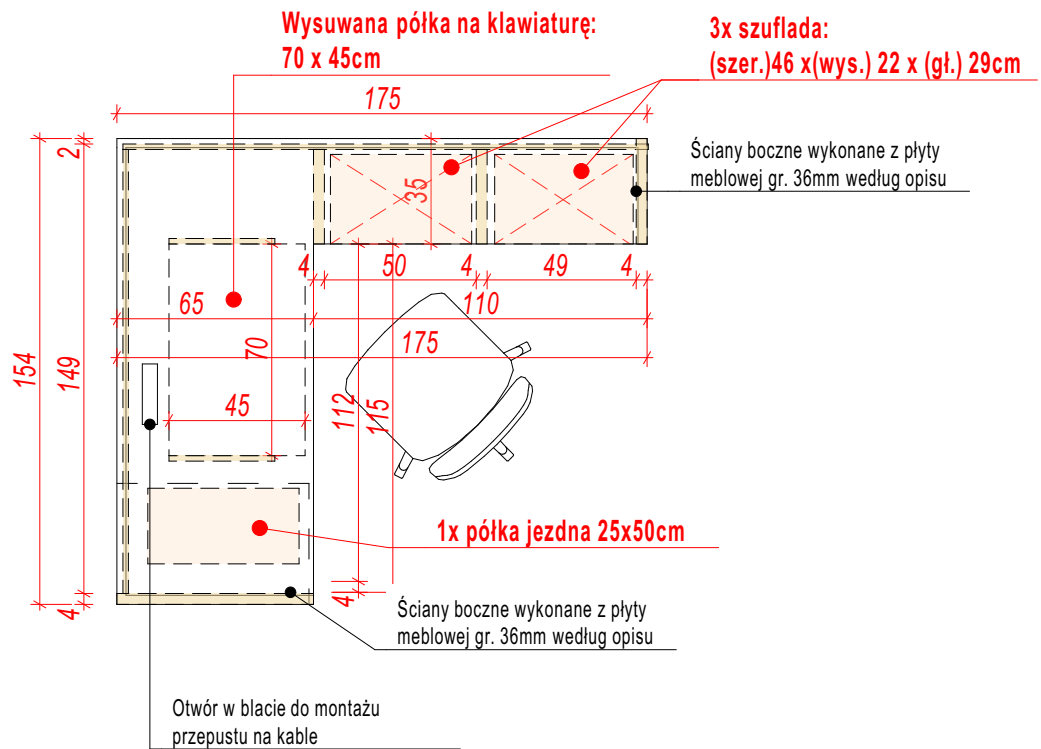 Wysuwana półka na klawiaturę:
70 x 45cm
3x szuflada:
(szer.)46 x(wys.) 22 x (gł.) 29cm
175
2
35
Ściany boczne wykonane z płyty
meblowej gr. 36mm według opisu
4
50
4
49
4
65
110
175
154
149
70
45
112
115
1x półka jezdna 25x50cm
4
4
Ściany boczne wykonane z płyty
meblowej gr. 36mm według opisu
Otwór w blacie do montażu
przepustu na kable